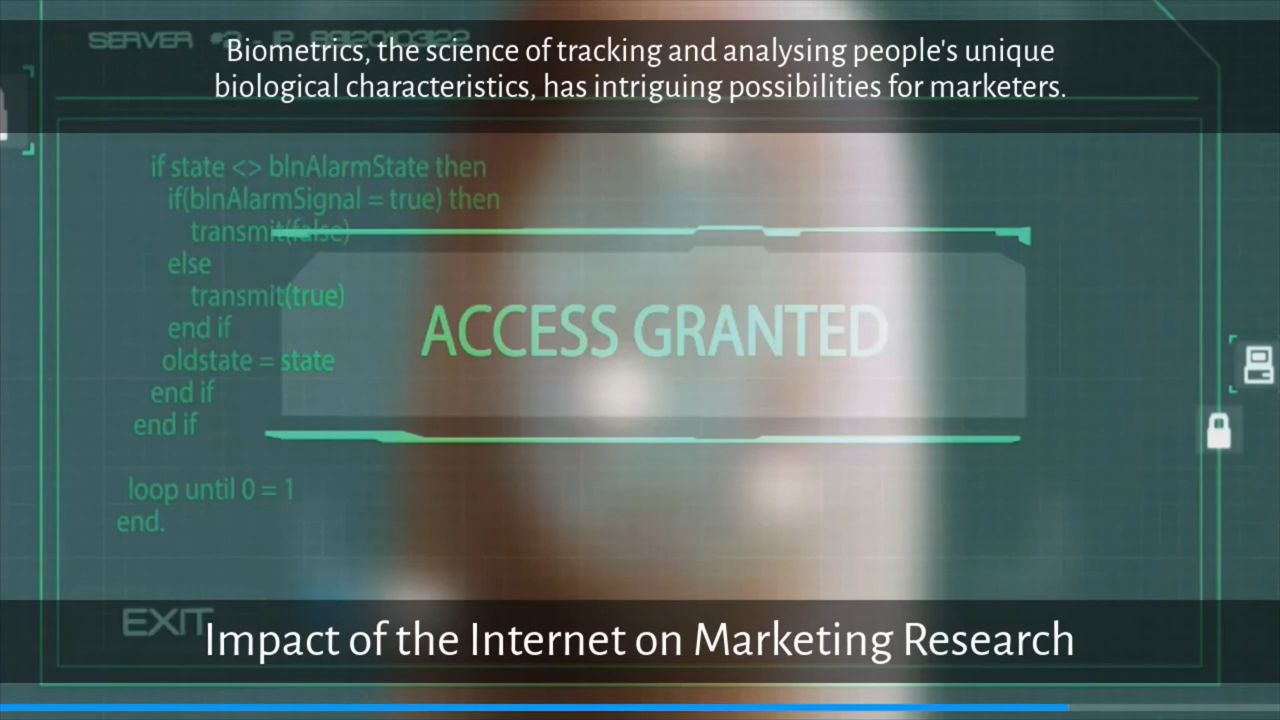 SERVER
Biometrics, the science of tracking and analysing people's unique
biological characteristics, has intriguing possibilities for marketers.
if state <> blnAlarmState then
if(blnAlarmSignal = true) then
transmit(false)
else
transmit(true)
end if
oldstate = state
end if
end if
ACCESS GRANTED
loop until 0 = 1
end.
EXIT
Impact of the Internet on Marketing Research